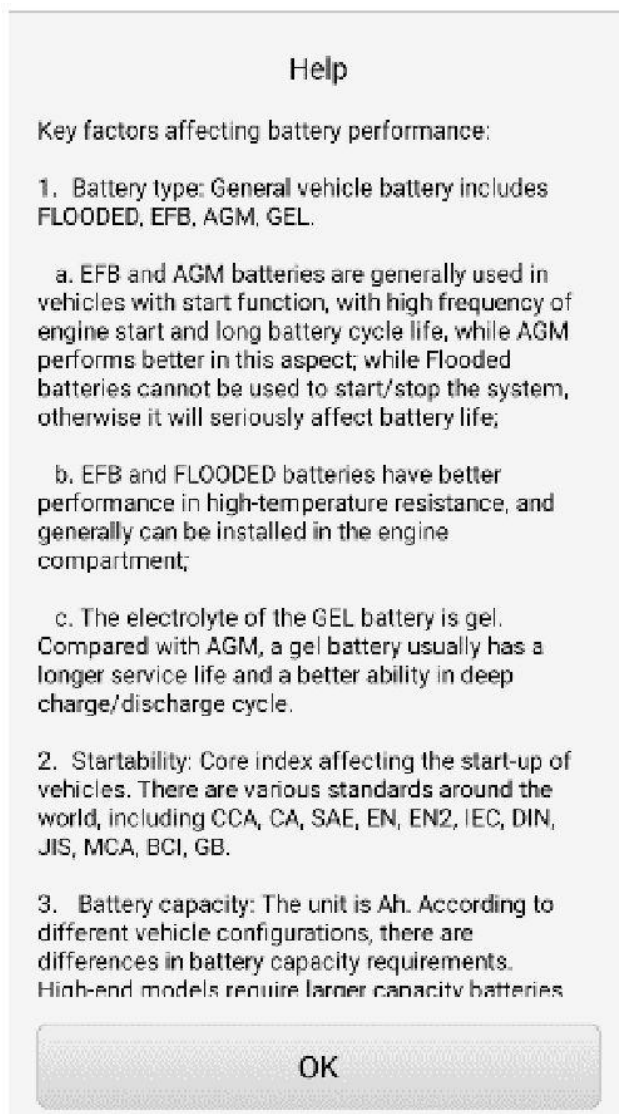 Help
Key factors affecting battery performance:
1. Battery type: General vehicle battery includes
FLOODED, EFB, AGM, GEL.
a. EFB and AGM batteries are generally used in
vehicles with start function, with high frequency of
engine start and long battery cycle life, while AGM
performs better in this aspect; while Flooded
batteries cannot be used to start/stop the system,
otherwise it will seriously affect battery life;
b. EFB and FLOODED batteries have better
performance in high-temperature resistance, and
generally can be installed in the engine
compartment;
c. The electrolyte of the GEL battery is gel.
Compared with AGM, a gel battery usually has a
longer service life and a better ability in deep
charge/discharge cycle.
2. Startability: Core index affecting the start-up of
vehicles. There are various standards around the
world, including CCA, CA, SAE, EN, EN2, IEC, DIN,
JIS, MCA, BCI, GB.
3. Battery capacity: The unit is Ah. According to
different vehicle configurations, there are
differences in battery capacity requirements.
High-end models require larger capacity batteries
OK